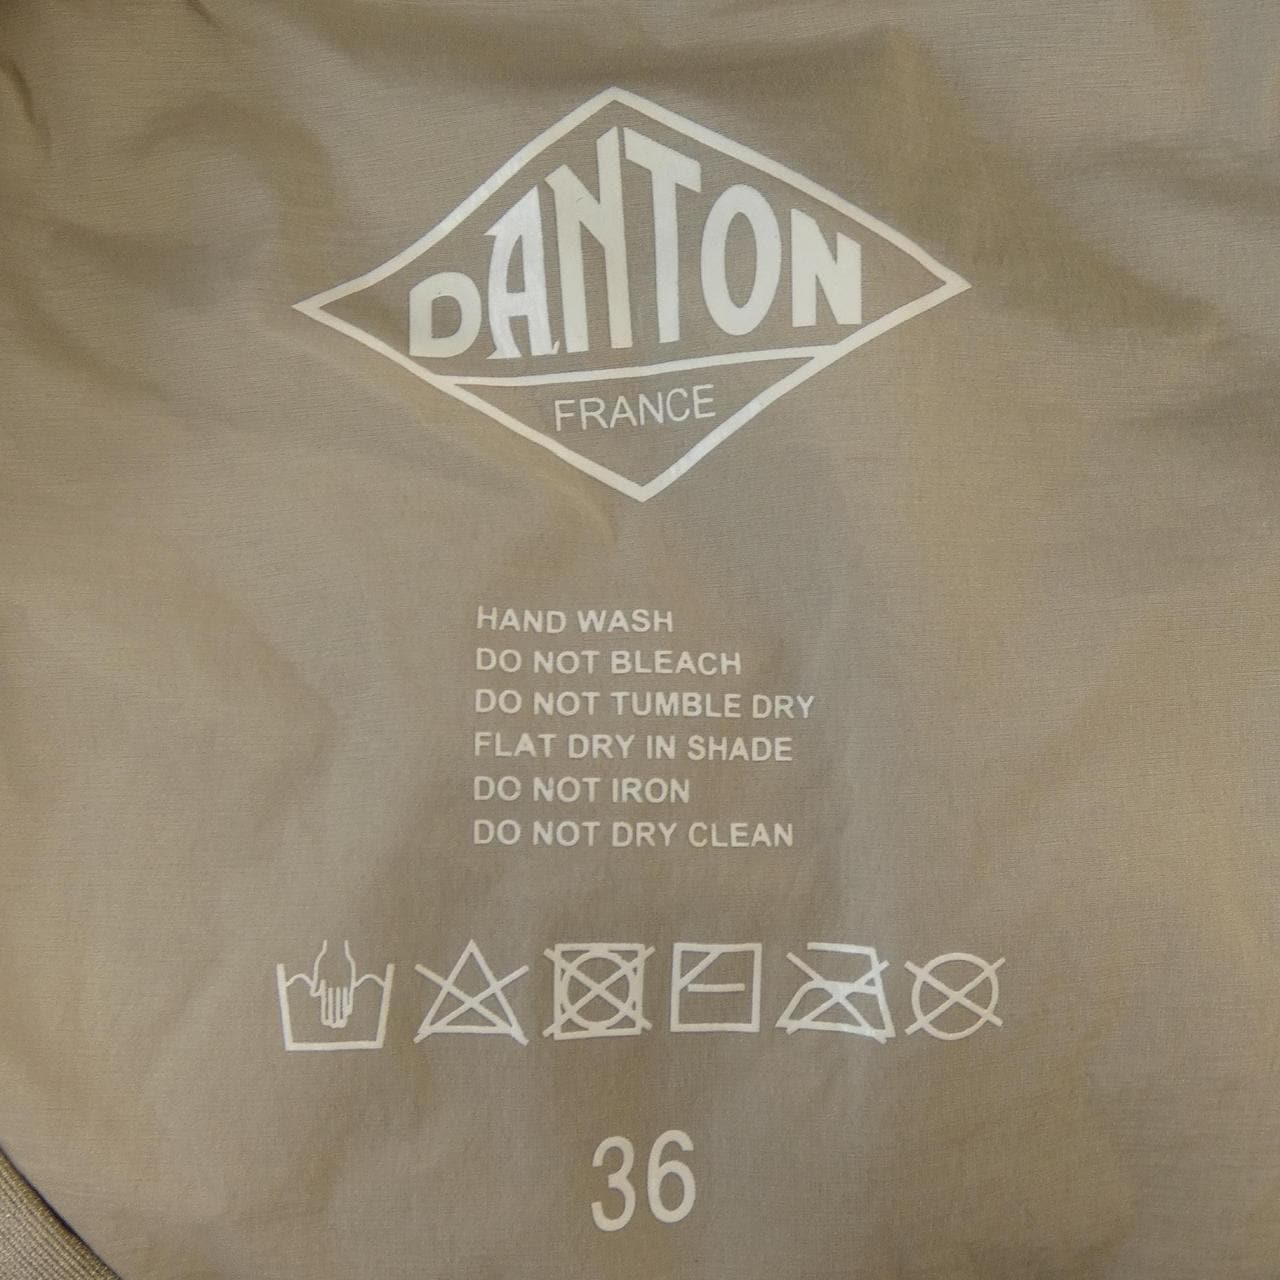 DANTON
FRANCE
HAND WASH
DO NOT BLEACH
DO NOT TUMBLE DRY
FLAT DRY IN SHADE
DO NOT IRON
DO NOT DRY CLEAN
36